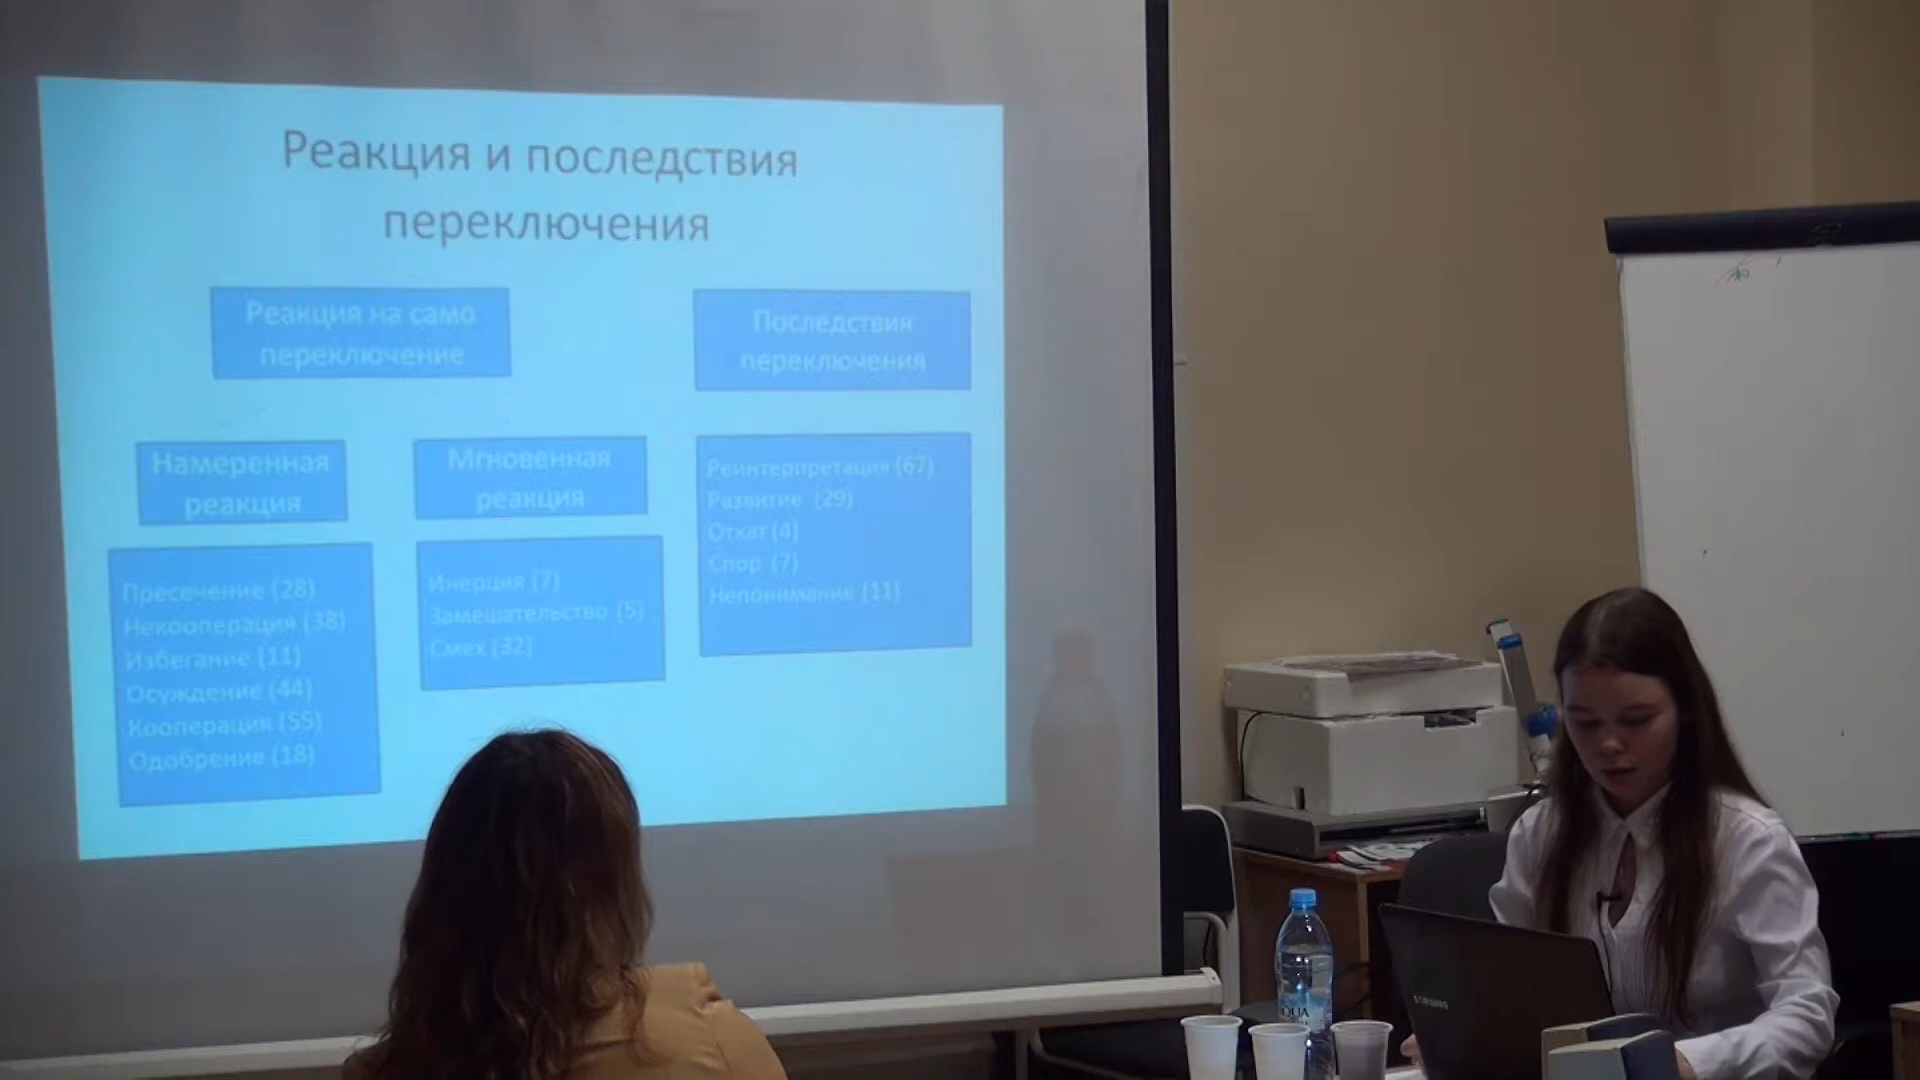 Реакция и последствия
переключения
Реакция на само
переключение
Последствия
переключения
Намеренная
реакция
Мгновенная
реакция
Пресечение (28)
Некооперация (38)
Избегание (11)
Осуждение (44)
Кооперация (55)
Одобрение (18)
Инерция (7)
Замешательство (5)
Смех (32)
Реинтерпретация (67)
Развитие (29)
Откат (4)
Спор (7)
Непонимание (11)
SAMSUNG
AQUA